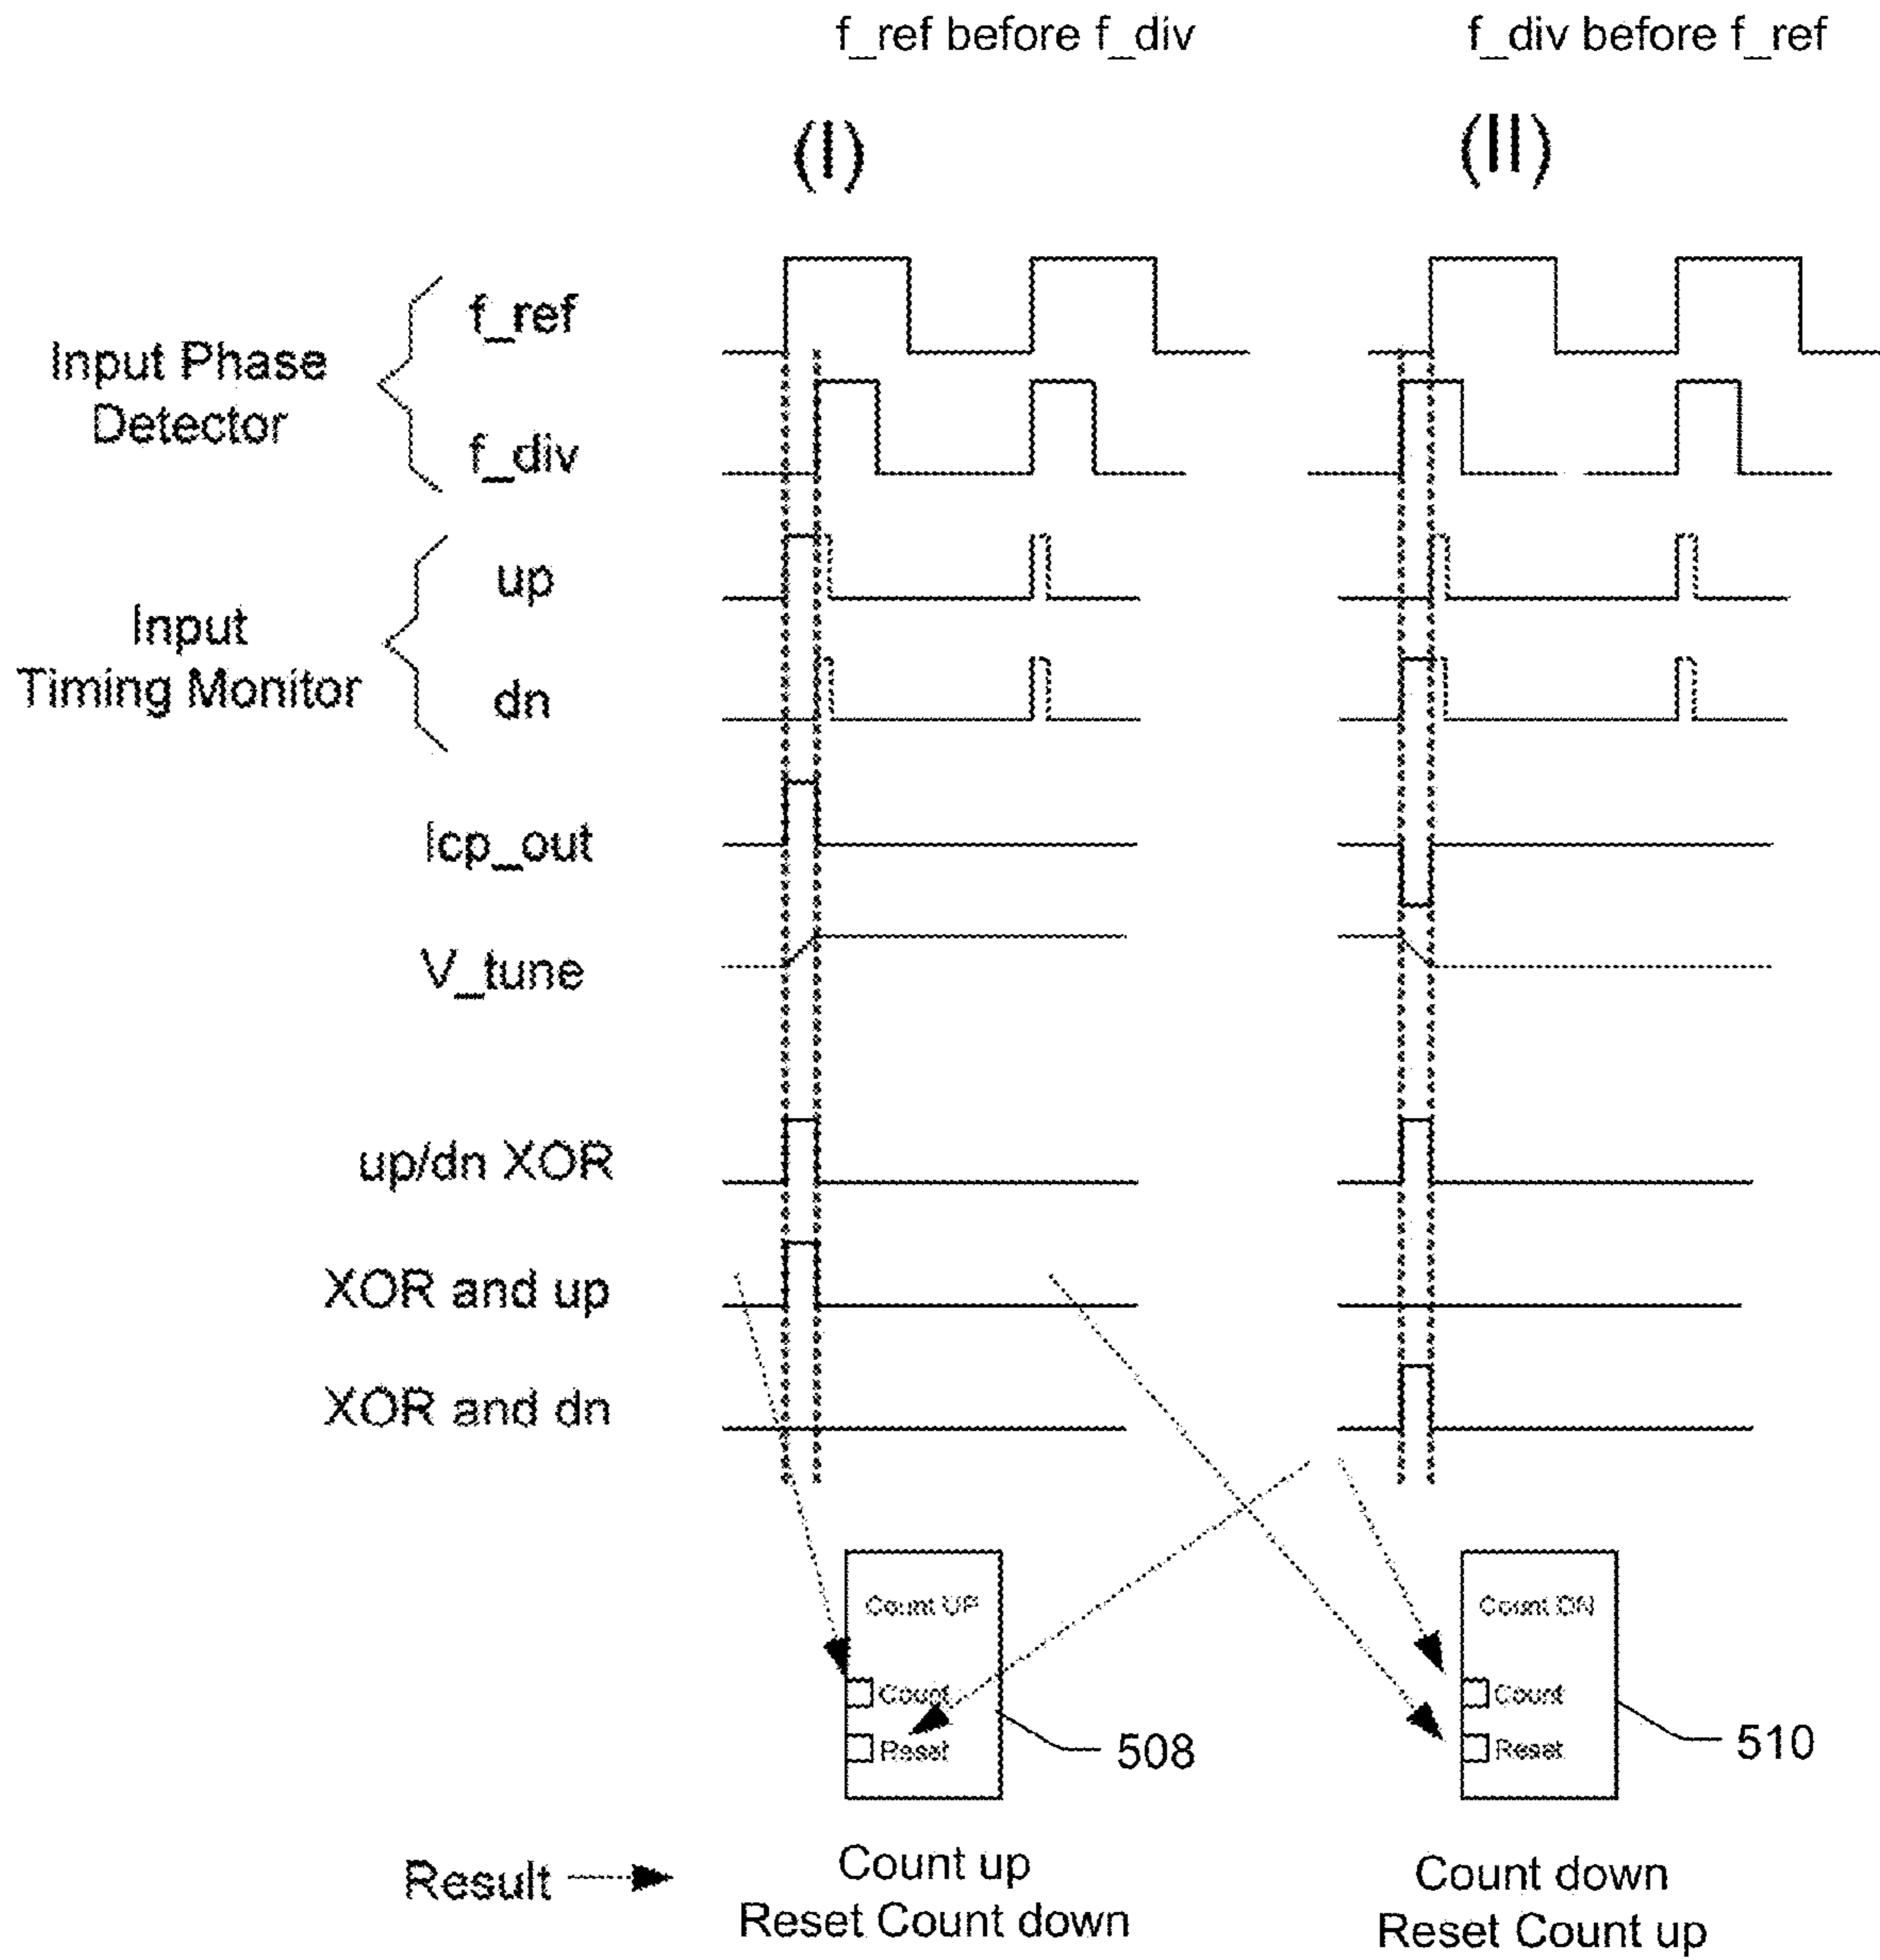 f_ref before f_div
f_div before f_ref
(I)
(II)
Input Phase
Detector
f_ref
f_div
Input
Timing Monitor
up
dn
Icp_out
V_tune
up/dn XOR
XOR and up
XOR and dn
Count UP
Count
Reset
508
Count DN
Count
Reset
510
Result
Count up
Reset Count down
Count down
Reset Count up